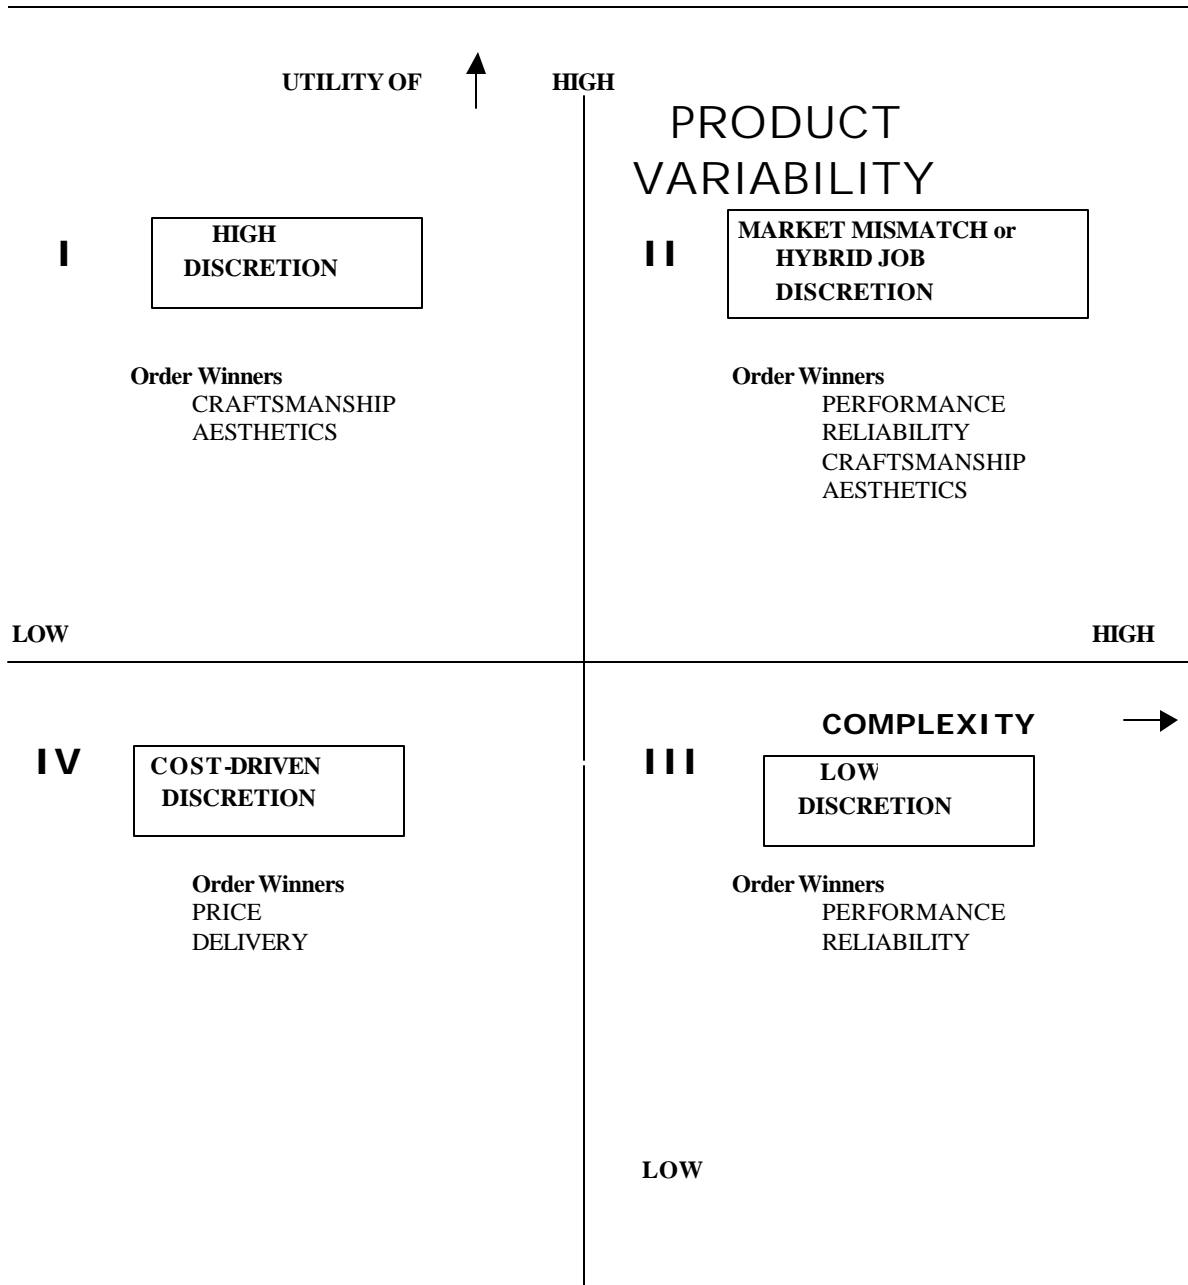 UTILITY OF HIGH
PRODUCT
VARIABILITY
I
HIGH
DISCRETION
II
MARKET MISMATCH or
HYBRID JOB
DISCRETION
Order Winners
CRAFTSMANSHIP
AESTHETICS
Order Winners
PERFORMANCE
RELIABILITY
CRAFTSMANSHIP
AESTHETICS
LOW
HIGH
COMPLEXITY
IV
COST-DRIVEN
DISCRETION
III
LOW
DISCRETION
Order Winners
PRICE
DELIVERY
Order Winners
PERFORMANCE
RELIABILITY
LOW